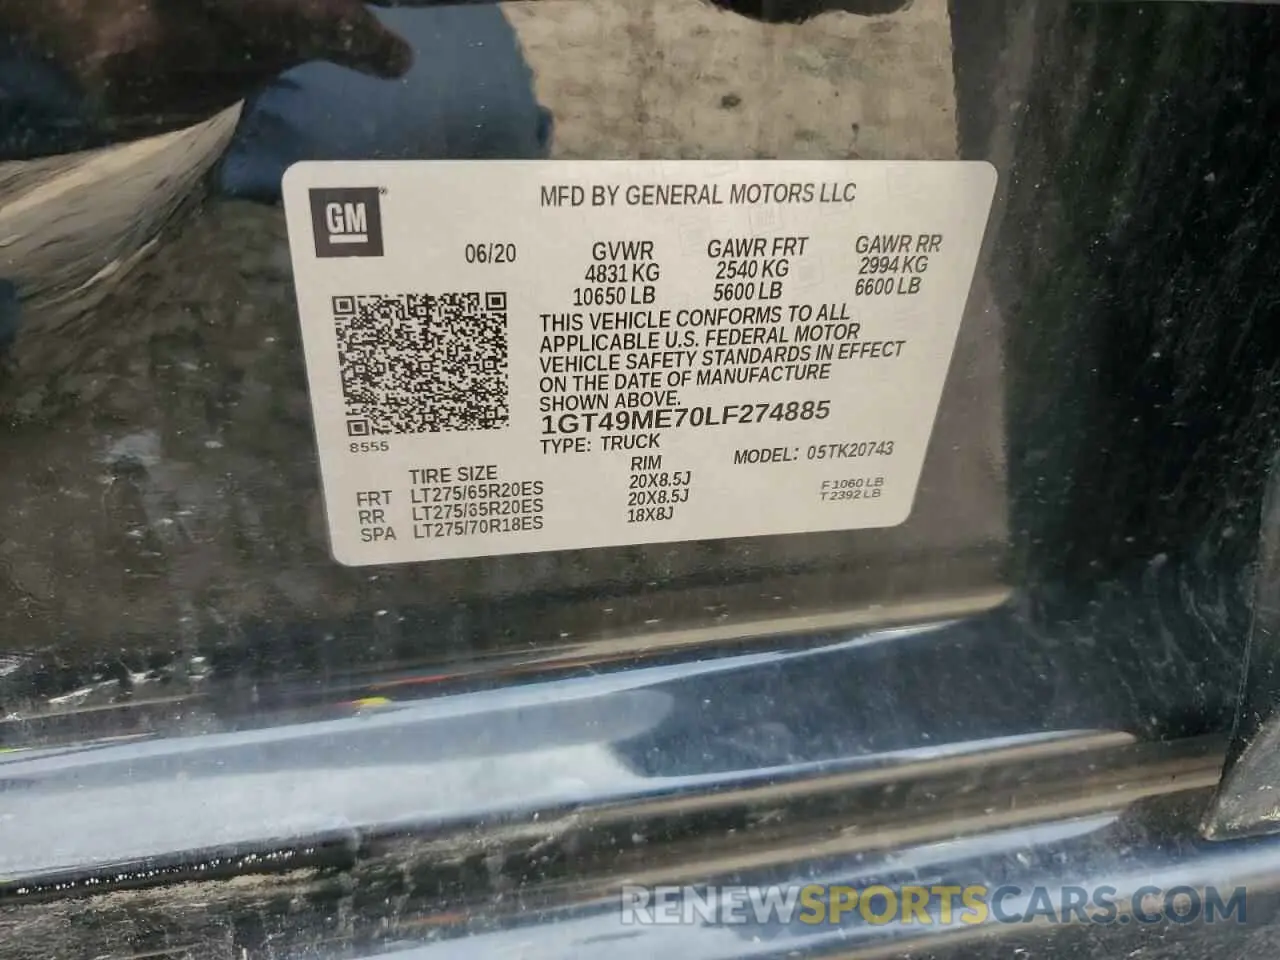 MFD BY GENERAL MOTORS LLC
GM®
06/20 GVWR GAWR FRT GAWR RR
4831 KG 2540 KG 2994 KG
10650 LB 5600 LB 6600 LB
THIS VEHICLE CONFORMS TO ALL
APPLICABLE U.S. FEDERAL MOTOR
VEHICLE SAFETY STANDARDS IN EFFECT
ON THE DATE OF MANUFACTURE
SHOWN ABOVE.
1GT49ME70LF274885
8555
TYPE: TRUCK MODEL: 05TK20743
TIRE SIZE RIM
FRT LT275/65R20ES 20X8.5J
RR LT275/65R20ES 20X8.5J
SPA LT275/70R18ES 18X8J
F 1060 LB
T 2392 LB
RENEWSPORTSCARS.COM